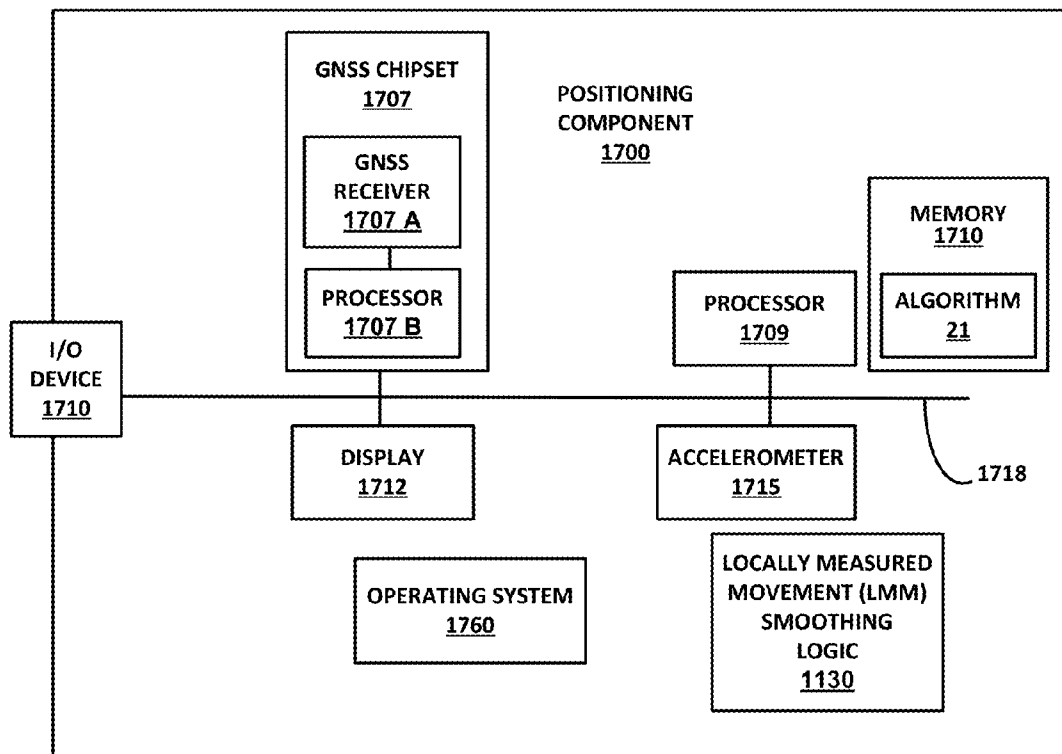 GNSS CHIPSET
1707
GNSS
RECEIVER
1707 A
PROCESSOR
1707 B
POSITIONING
COMPONENT
1700
MEMORY
1710
ALGORITHM
21
PROCESSOR
1709
I/O
DEVICE
1710
DISPLAY
1712
ACCELEROMETER
1715
1718
OPERATING SYSTEM
1760
LOCALLY MEASURED
MOVEMENT (LMM)
SMOOTHING
LOGIC
1130